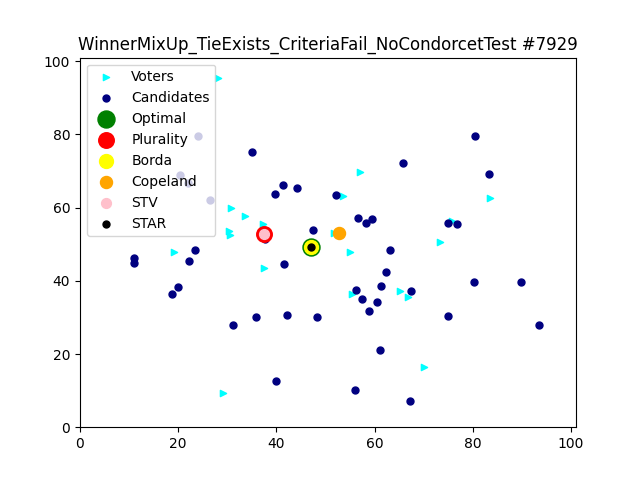 WinnerMixUp_TieExists_CriteriaFail_NoCondorcetTest #7929
100
80
60
40
20
0
Voters
Candidates
Optimal
Plurality
Borda
Copeland
STV
STAR
0 20 40 60 80 100